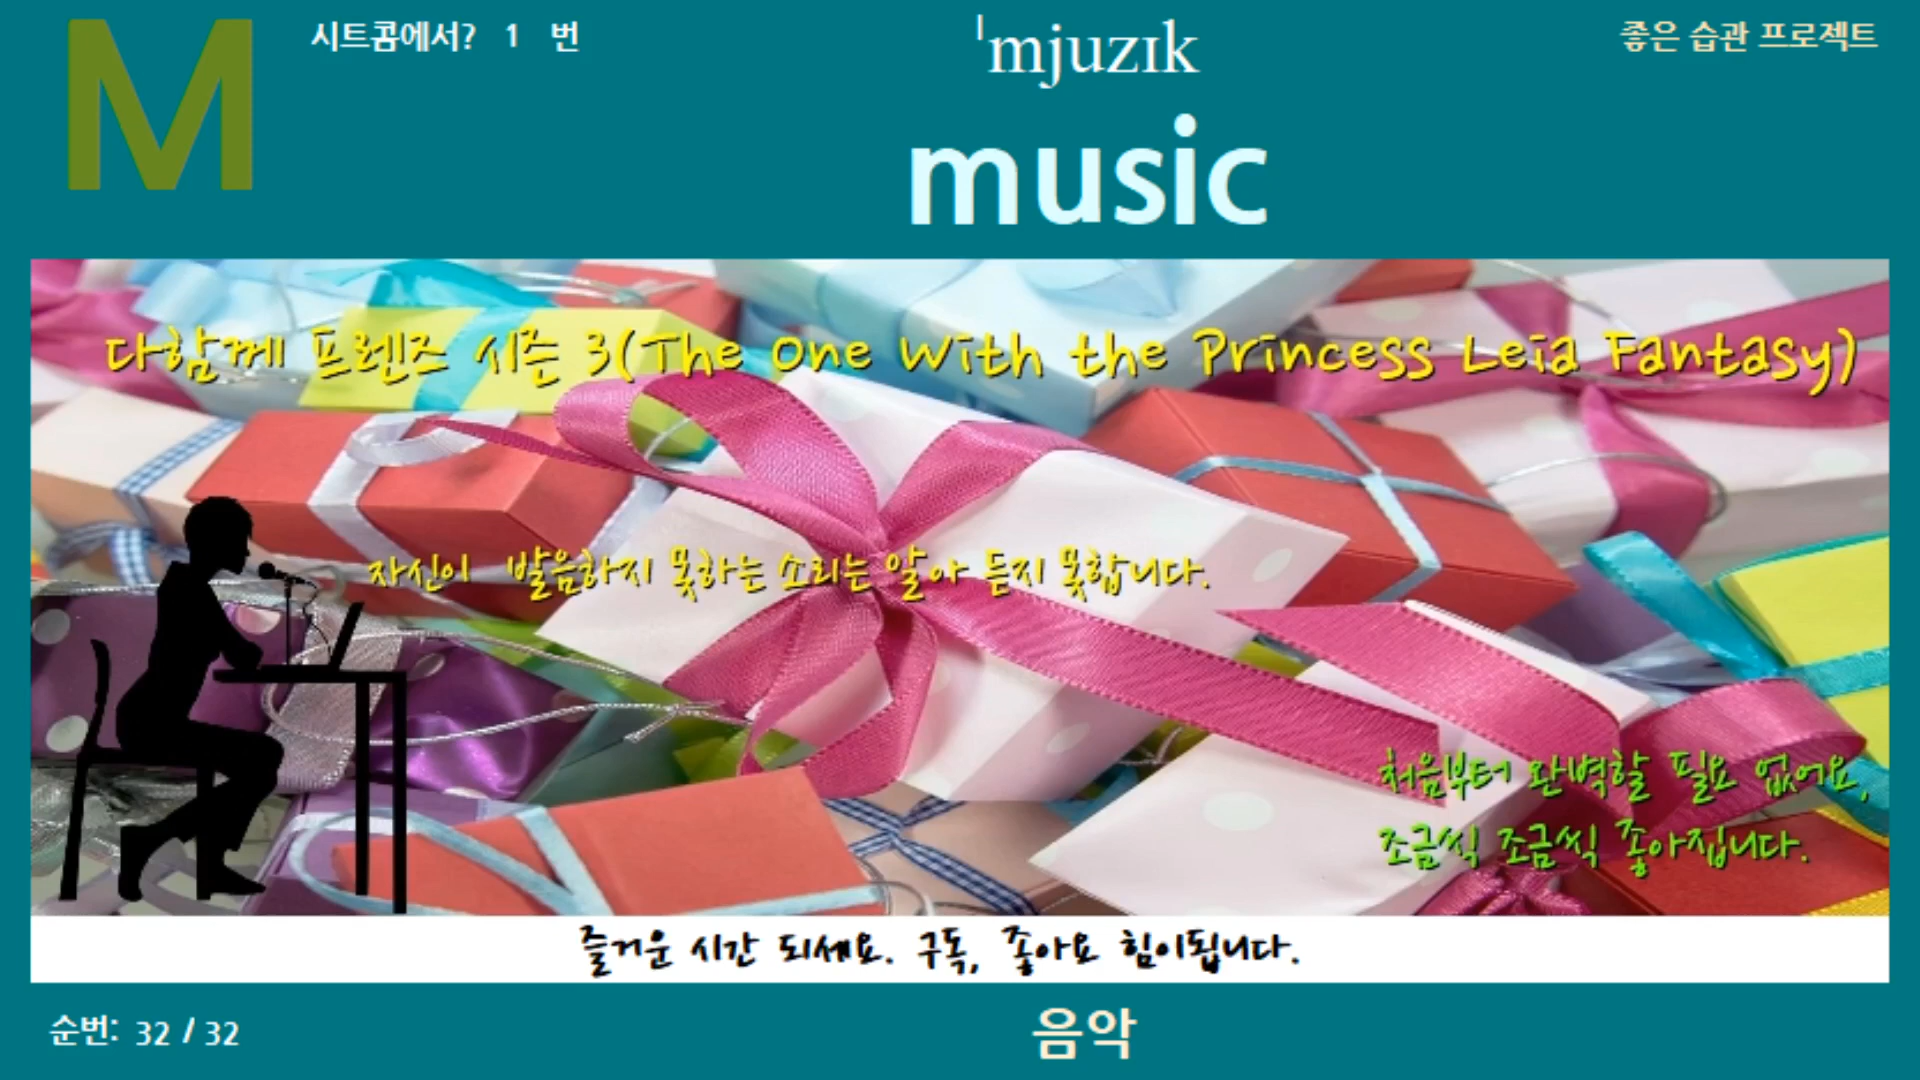 M
시트콤에서? 1 번
ˈmjuzɪk
좋은 습관 프로젝트
music
다함께 프렌즈 시즌 3(The One With the Princess Leia Fantasy)
자신이 발음하지 못하는 소리는 알아 듣지 못합니다.
처음부터 완벽할 필요 없어요,
조금씩 조금씩 좋아집니다.
즐거운 시간 되세요. 구독, 좋아요 힘이됩니다.
순번: 32 / 32
음악